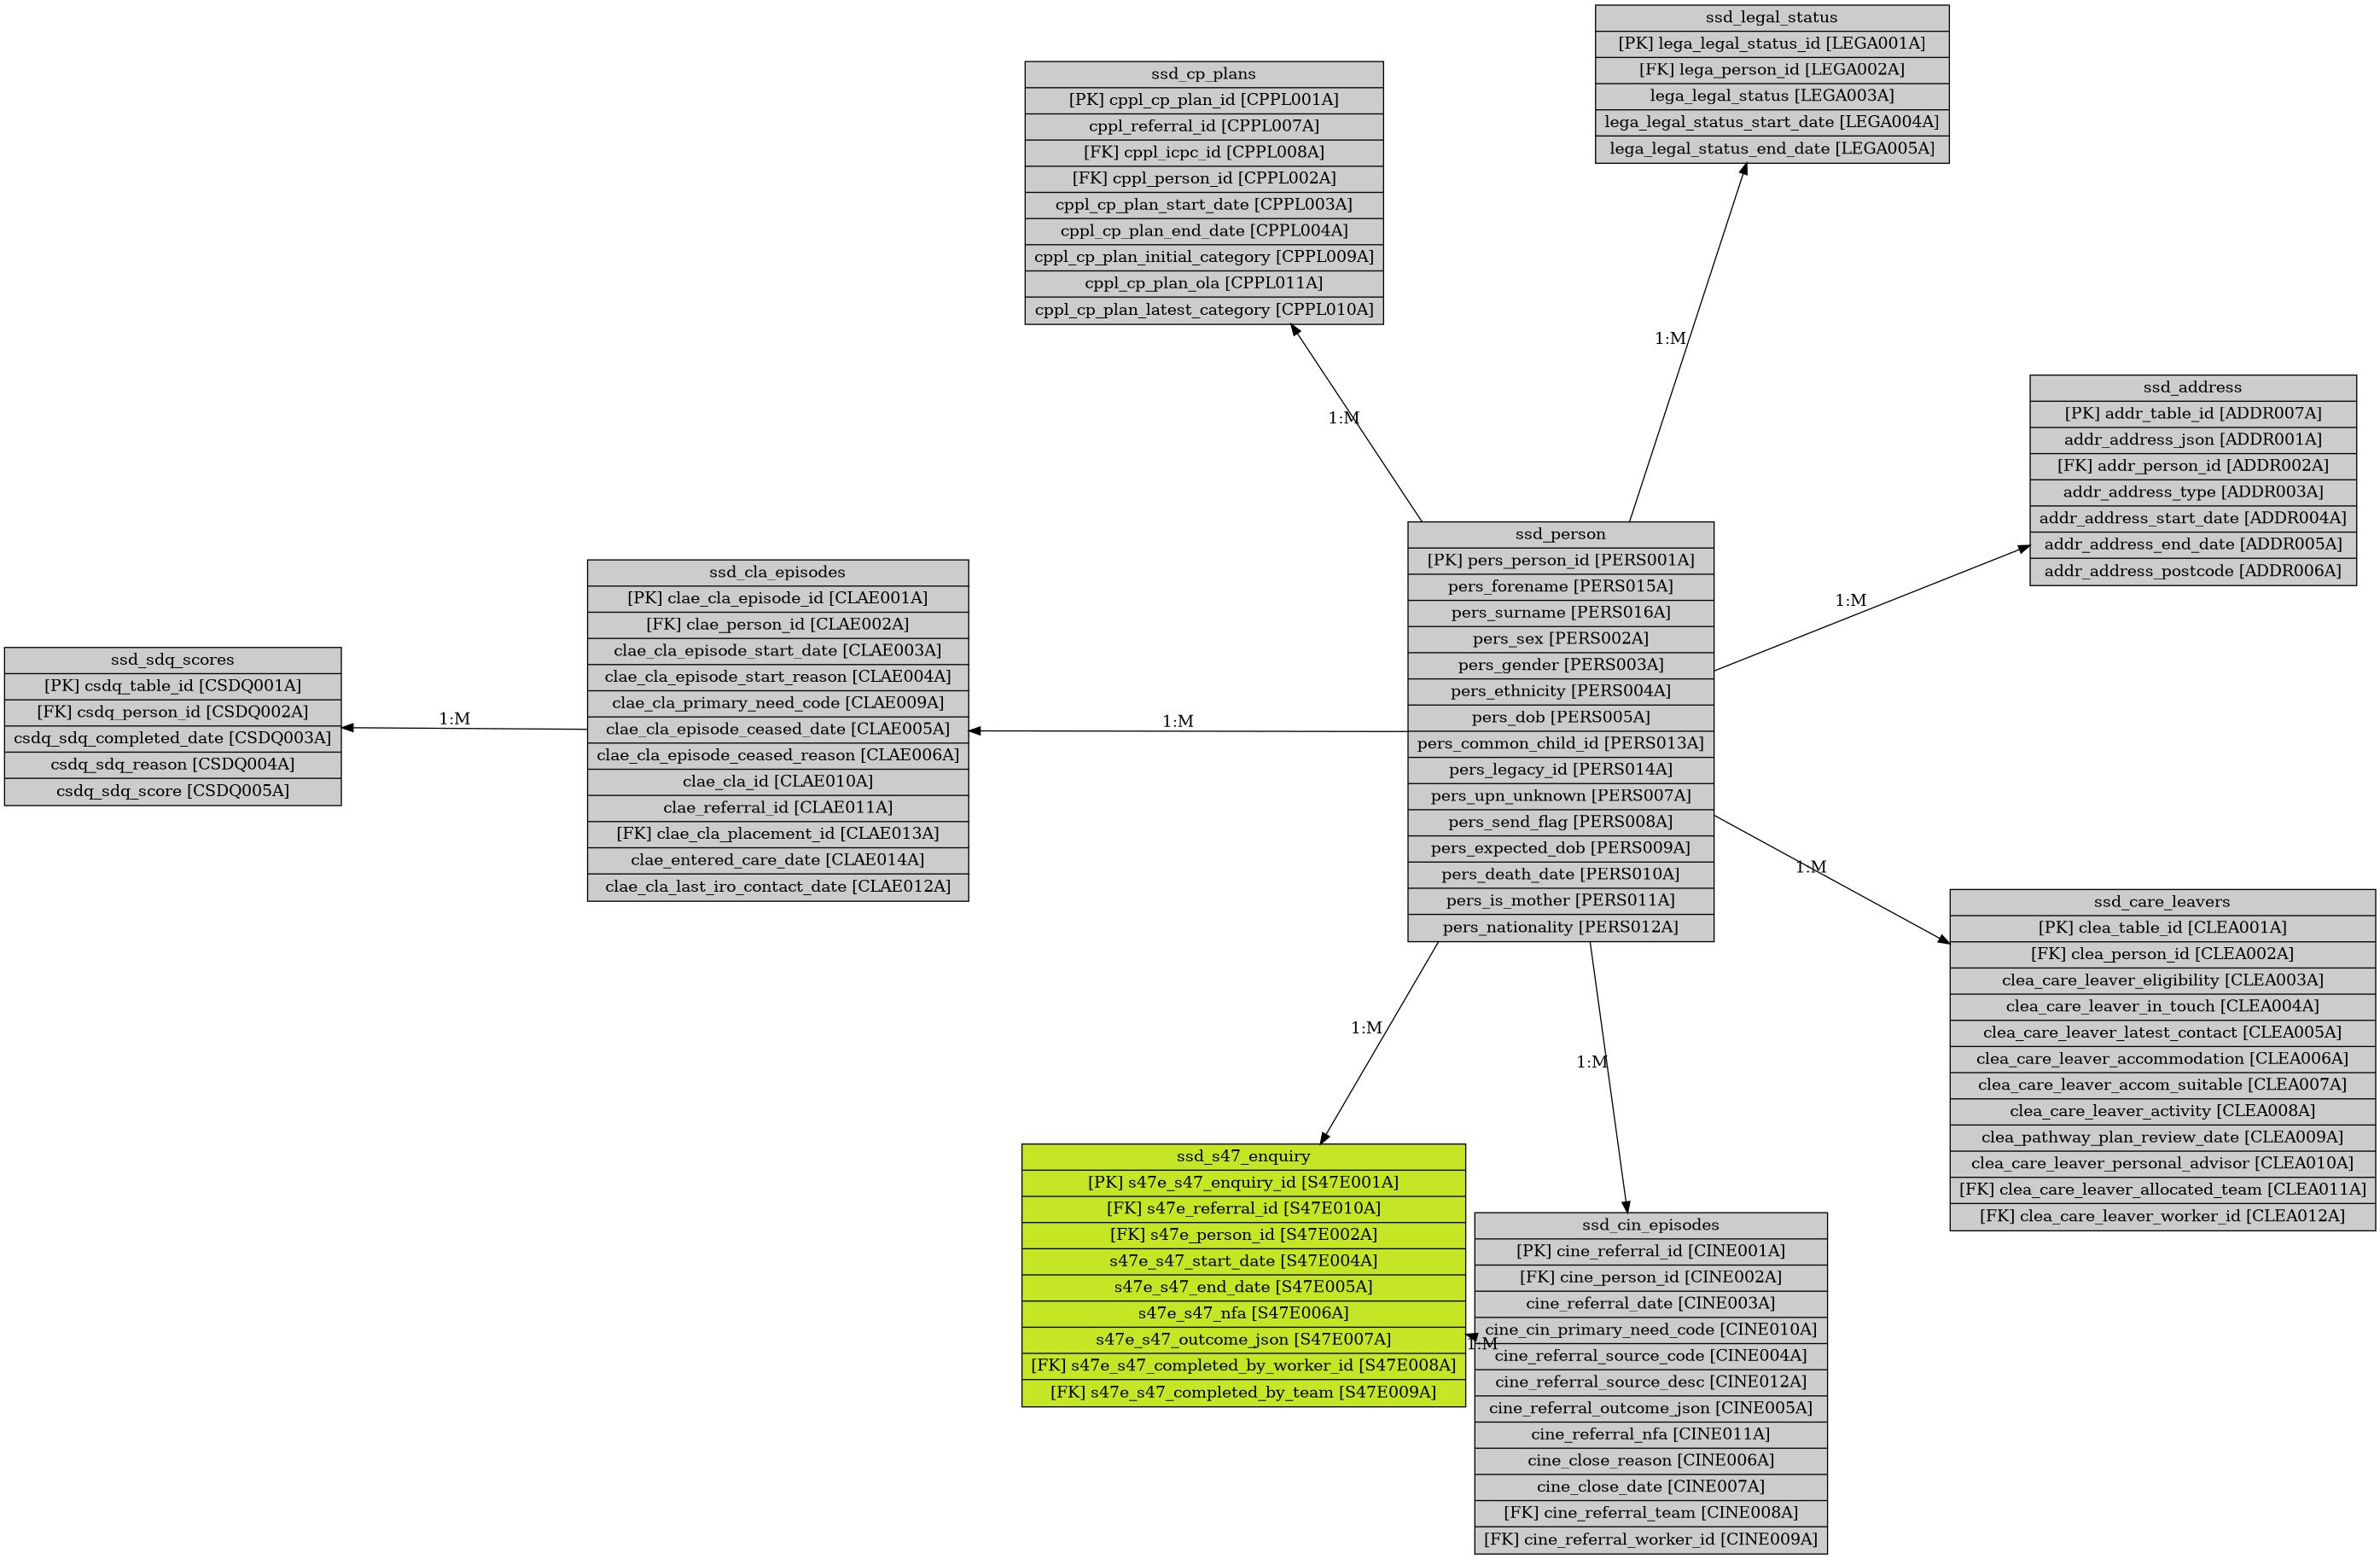 ssd_legal_status
[PK] lega_legal_status_id [LEGA001A]
[FK] lega_person_id [LEGA002A]
lega_legal_status [LEGA003A]
lega_legal_status_start_date [LEGA004A]
lega_legal_status_end_date [LEGA005A]
ssd_cp_plans
[PK] cppl_cp_plan_id [CPPL001A]
cppl_referral_id [CPPL007A]
[FK] cppl_icpc_id [CPPL008A]
[FK] cppl_person_id [CPPL002A]
cppl_cp_plan_start_date [CPPL003A]
cppl_cp_plan_end_date [CPPL004A]
cppl_cp_plan_initial_category [CPPL009A]
cppl_cp_plan_ola [CPPL011A]
cppl_cp_plan_latest_category [CPPL010A]
1:M
1:M
ssd_address
[PK] addr_table_id [ADDR007A]
addr_address_json [ADDR001A]
[FK] addr_person_id [ADDR002A]
addr_address_type [ADDR003A]
addr_address_start_date [ADDR004A]
addr_address_end_date [ADDR005A]
addr_address_postcode [ADDR006A]
1:M
ssd_person
[PK] pers_person_id [PERS001A]
pers_forename [PERS015A]
pers_surname [PERS016A]
pers_sex [PERS002A]
pers_gender [PERS003A]
pers_ethnicity [PERS004A]
pers_dob [PERS005A]
pers_common_child_id [PERS013A]
pers_legacy_id [PERS014A]
pers_upn_unknown [PERS007A]
pers_send_flag [PERS008A]
pers_expected_dob [PERS009A]
pers_death_date [PERS010A]
pers_is_mother [PERS011A]
pers_nationality [PERS012A]
1:M
ssd_cla_episodes
[PK] clae_cla_episode_id [CLAE001A]
[FK] clae_person_id [CLAE002A]
clae_cla_episode_start_date [CLAE003A]
clae_cla_episode_start_reason [CLAE004A]
clae_cla_primary_need_code [CLAE009A]
clae_cla_episode_ceased_date [CLAE005A]
clae_cla_episode_ceased_reason [CLAE006A]
clae_cla_id [CLAE010A]
clae_referral_id [CLAE011A]
[FK] clae_cla_placement_id [CLAE013A]
clae_entered_care_date [CLAE014A]
clae_cla_last_iro_contact_date [CLAE012A]
1:M
ssd_sdq_scores
[PK] csdq_table_id [CSDQ001A]
[FK] csdq_person_id [CSDQ002A]
csdq_sdq_completed_date [CSDQ003A]
csdq_sdq_reason [CSDQ004A]
csdq_sdq_score [CSDQ005A]
1:M
ssd_care_leavers
[PK] clea_table_id [CLEA001A]
[FK] clea_person_id [CLEA002A]
clea_care_leaver_eligibility [CLEA003A]
clea_care_leaver_in_touch [CLEA004A]
clea_care_leaver_latest_contact [CLEA005A]
clea_care_leaver_accommodation [CLEA006A]
clea_care_leaver_accom_suitable [CLEA007A]
clea_care_leaver_activity [CLEA008A]
clea_pathway_plan_review_date [CLEA009A]
clea_care_leaver_personal_advisor [CLEA010A]
[FK] clea_care_leaver_allocated_team [CLEA011A]
[FK] clea_care_leaver_worker_id [CLEA012A]
1:M
1:M
ssd_s47_enquiry
[PK] s47e_s47_enquiry_id [S47E001A]
[FK] s47e_referral_id [S47E010A]
[FK] s47e_person_id [S47E002A]
s47e_s47_start_date [S47E004A]
s47e_s47_end_date [S47E005A]
s47e_s47_nfa [S47E006A]
s47e_s47_outcome_json [S47E007A]
[FK] s47e_s47_completed_by_worker_id [S47E008A]
[FK] s47e_s47_completed_by_team [S47E009A]
1:M
ssd_cin_episodes
[PK] cine_referral_id [CINE001A]
[FK] cine_person_id [CINE002A]
cine_referral_date [CINE003A]
cine_cin_primary_need_code [CINE010A]
cine_referral_source_code [CINE004A]
cine_referral_source_desc [CINE012A]
cine_referral_outcome_json [CINE005A]
cine_referral_nfa [CINE011A]
cine_close_reason [CINE006A]
cine_close_date [CINE007A]
[FK] cine_referral_team [CINE008A]
[FK] cine_referral_worker_id [CINE009A]